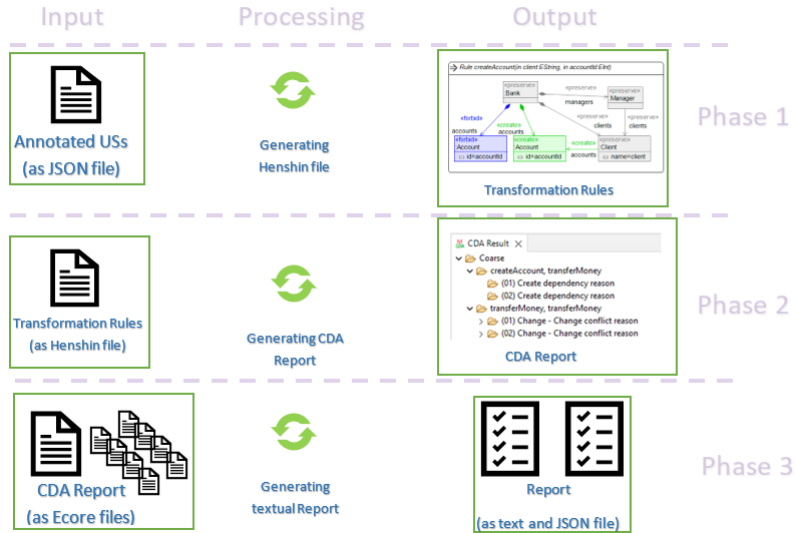 Input
Processing
Output
Annotated USs
(as JSON file)
Generating
Henshin file
Rule createAccount(in client EString, in accountId EInt)
«preserve»
Bank
«preserve»
managers
«preserve»
Manager
«forbid»
accounts
«create»
accounts
«preserve»
clients
«preserve»
clients
«forbid»
Account
id=accountId
«create»
Account
id=accountId
«create»
accounts
«preserve»
Client
name=client
Transformation Rules
Phase 1
Transformation Rules
(as Henshin file)
Generating CDA
Report
CDA Result
Coarse
createAccount, transferMoney
(01) Create dependency reason
(02) Create dependency reason
transferMoney, transferMoney
(01) Change - Change conflict reason
(02) Change - Change conflict reason
CDA Report
Phase 2
CDA Report
(as Ecore files)
Generating
textual Report
Report
(as text and JSON file)
Phase 3